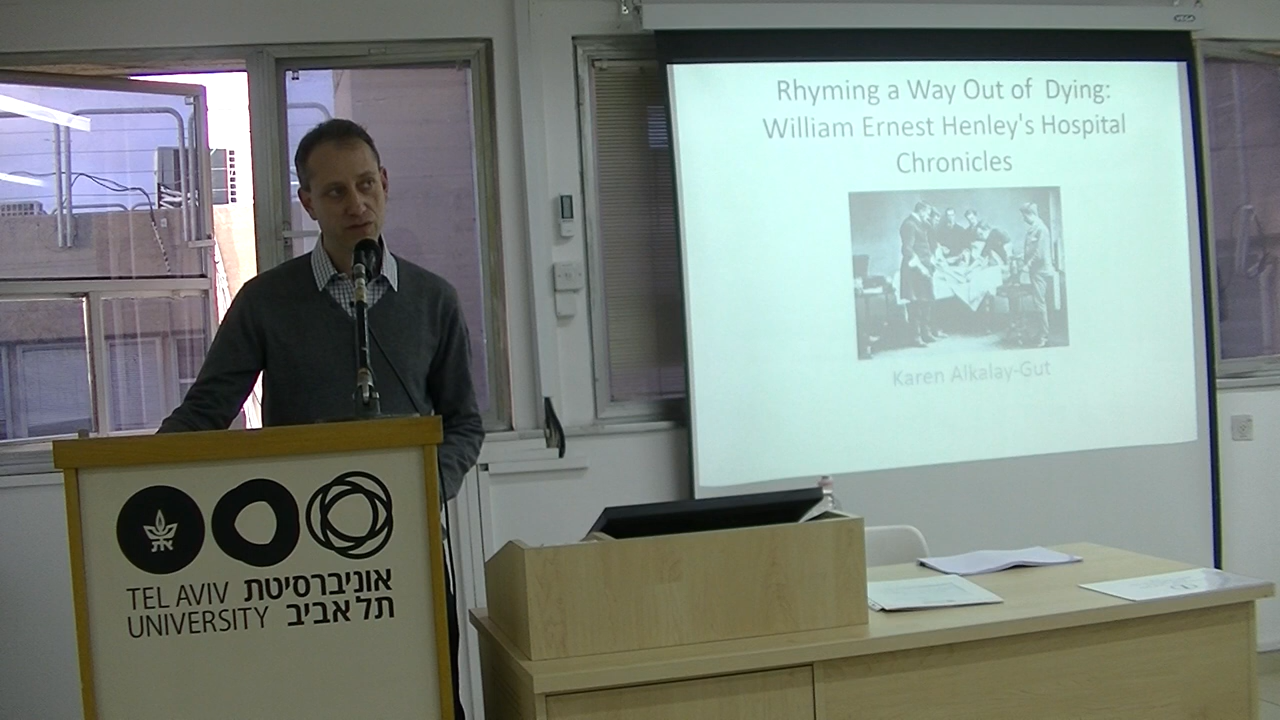 VEGA
Rhyming a Way Out of Dying:
William Ernest Henley's Hospital
Chronicles
Karen Alkalay-Gut
TEL AVIV אוניברסיטת
UNIVERSITY תל אביב